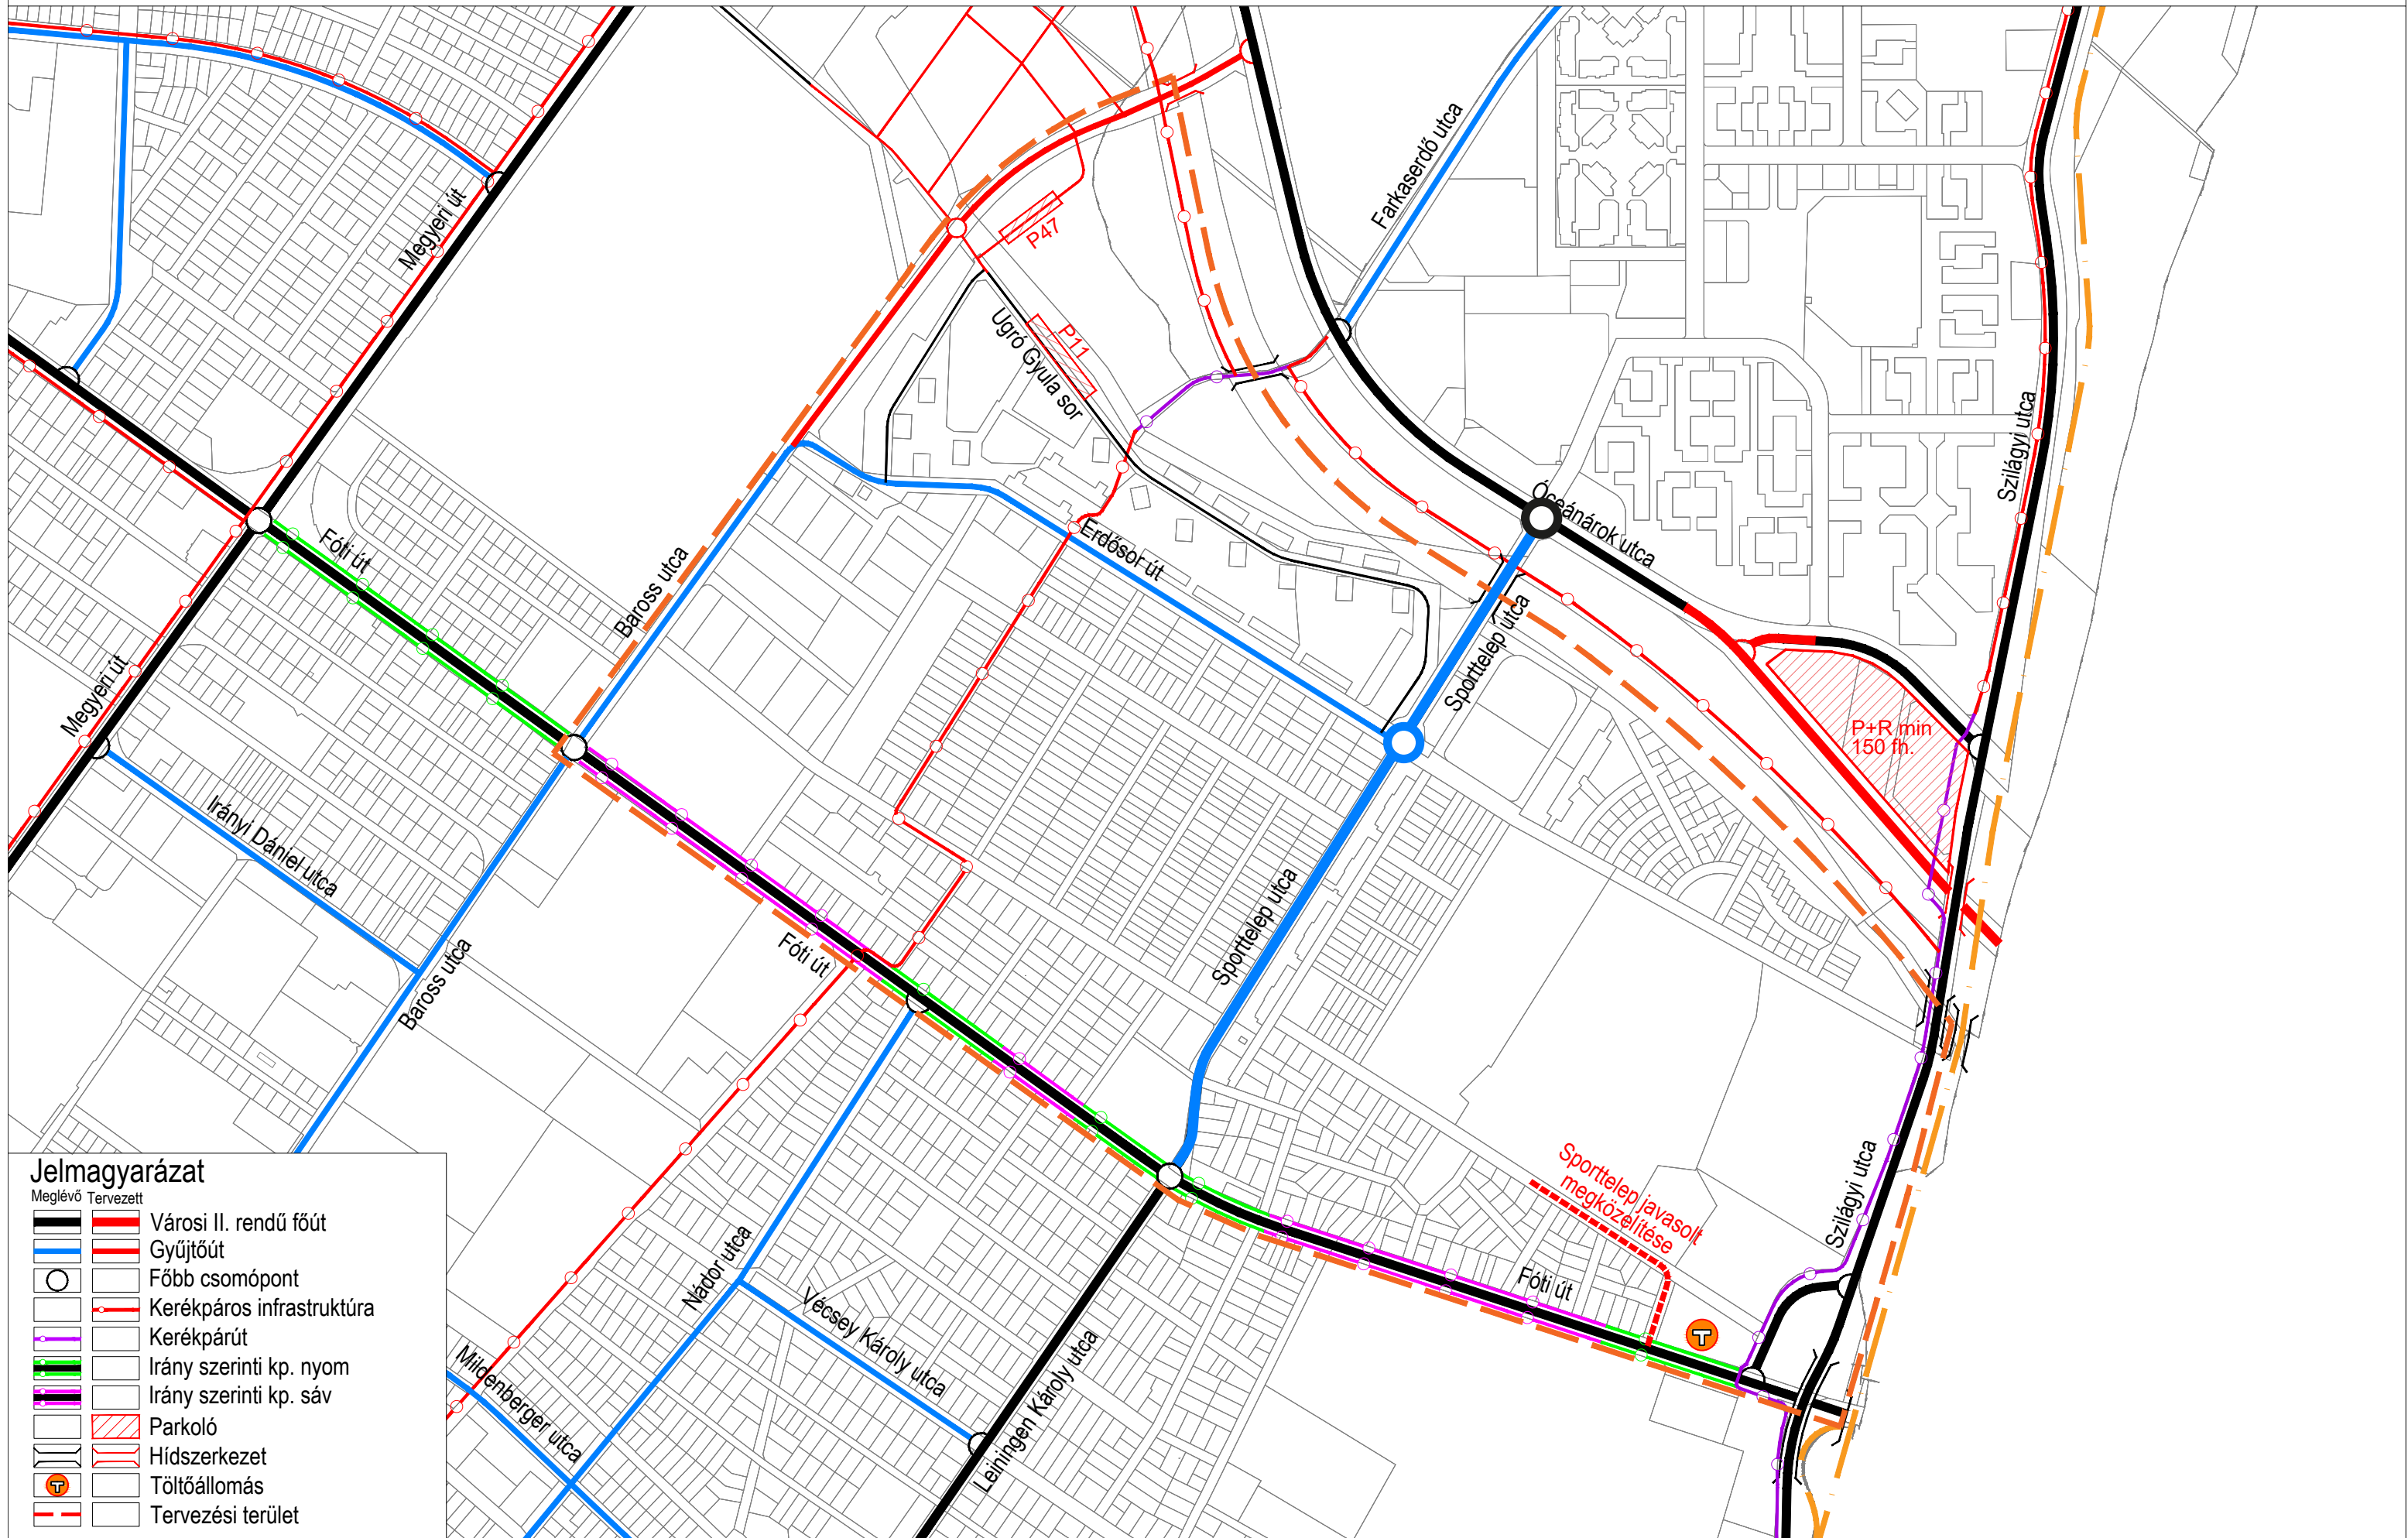 Farkaserdő utca
Megyeri út
P47
P11
Ugró Gyula sor
Szilágyi utca
Óceánárok utca
Fóti út
Erdősor út
Baross utca
Sporttelep utca
Megyeri út
P+R min
150 fh.
Irányi Dániel utca
Sporttelep utca
Fóti út
Baross utca
Sporttelep javasolt
megközelítése
Szilágyi utca
Fóti út
Nádor utca
Vécsey Károly utca
Mildenberger utca
Leiningen Károly utca
T
Jelmagyarázat
Meglévő Tervezett
Városi II. rendű főút
Gyűjtőút
Főbb csomópont
Kerékpáros infrastruktúra
Kerékpárút
Irány szerinti kp. nyom
Irány szerinti kp. sáv
Parkoló
Hídszerkezet
T Töltőállomás
Tervezési terület